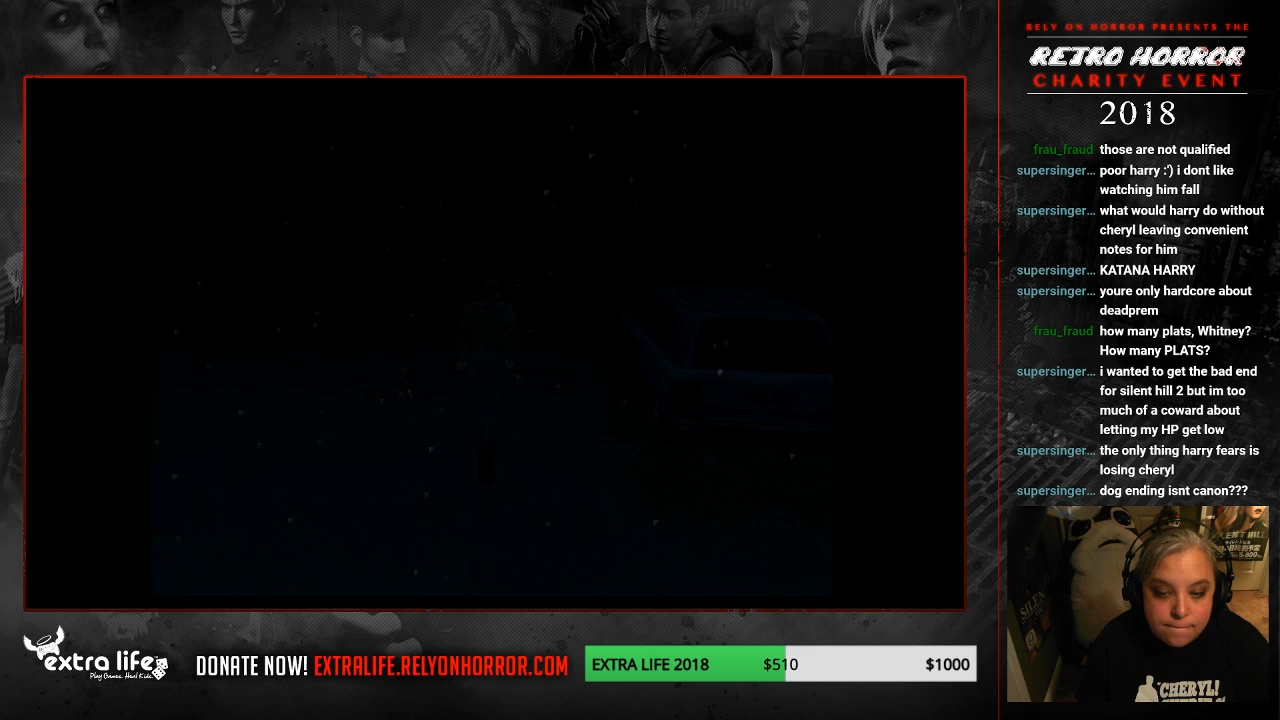 RELY ON HORROR PRESENTS THE
RETRO HORROR
CHARITY EVENT
2018
frau_fraud those are not qualified
supersinger… poor harry :') i dont like
watching him fall
supersinger… what would harry do without
cheryl leaving convenient
notes for him
supersinger… KATANA HARRY
supersinger… youre only hardcore about
deadprem
frau_fraud how many plats, Whitney?
How many PLATS?
supersinger… i wanted to get the bad end
for silent hill 2 but im too
much of a coward about
letting my HP get low
supersinger… the only thing harry fears is
losing cheryl
supersinger… dog ending isnt canon???
SILENT
CHERYL!
extra life
Play Games. Heal Kids.
DONATE NOW! EXTRALIFE.RELYONHORROR.COM
EXTRA LIFE 2018 $510 $1000